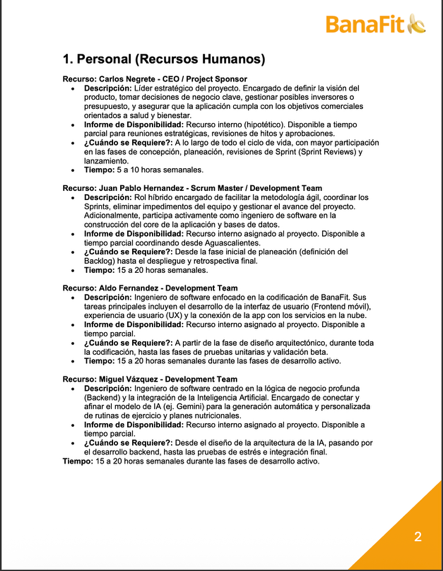 BanaFit
1. Personal (Recursos Humanos)
Recurso: Carlos Negrete - CEO / Project Sponsor
• Descripción: Líder estratégico del proyecto. Encargado de definir la visión del
producto, tomar decisiones de negocio clave, gestionar posibles inversores o
presupuesto, y asegurar que la aplicación cumpla con los objetivos comerciales
orientados a salud y bienestar.
• Informe de Disponibilidad: Recurso interno (hipotético). Disponible a tiempo
parcial para reuniones estratégicas, revisiones de hitos y aprobaciones.
• ¿Cuándo se Requiere?: A lo largo de todo el ciclo de vida, con mayor participación
en las fases de concepción, planeación, revisiones de Sprint (Sprint Reviews) y
lanzamiento.
• Tiempo: 5 a 10 horas semanales.
Recurso: Juan Pablo Hernandez - Scrum Master / Development Team
• Descripción: Rol híbrido encargado de facilitar la metodología ágil, coordinar los
Sprints, eliminar impedimentos del equipo y gestionar el avance del proyecto.
Adicionalmente, participa activamente como ingeniero de software en la
construcción del core de la aplicación y bases de datos.
• Informe de Disponibilidad: Recurso interno asignado al proyecto. Disponible a
tiempo parcial coordinando desde Aguascalientes.
• ¿Cuándo se Requiere?: Desde la fase inicial de planeación (definición del
Backlog) hasta el despliegue y retrospectiva final.
• Tiempo: 15 a 20 horas semanales.
Recurso: Aldo Fernandez - Development Team
• Descripción: Ingeniero de software enfocado en la codificación de BanaFit. Sus
tareas principales incluyen el desarrollo de la interfaz de usuario (Frontend móvil),
experiencia de usuario (UX) y la conexión de la app con los servicios en la nube.
• Informe de Disponibilidad: Recurso interno asignado al proyecto. Disponible a
tiempo parcial.
• ¿Cuándo se Requiere?: A partir de la fase de diseño arquitectónico, durante toda
la codificación, hasta las fases de pruebas unitarias y validación beta.
• Tiempo: 15 a 20 horas semanales durante las fases de desarrollo activo.
Recurso: Miguel Vázquez - Development Team
• Descripción: Ingeniero de software centrado en la lógica de negocio profunda
(Backend) y la integración de la Inteligencia Artificial. Encargado de conectar y
afinar el modelo de IA (ej. Gemini) para la generación automática y personalizada
de rutinas de ejercicio y planes nutricionales.
• Informe de Disponibilidad: Recurso interno asignado al proyecto. Disponible a
tiempo parcial.
• ¿Cuándo se Requiere?: Desde el diseño de la arquitectura de la IA, pasando por
el desarrollo backend, hasta las pruebas de estrés e integración final.
Tiempo: 15 a 20 horas semanales durante las fases de desarrollo activo.
2